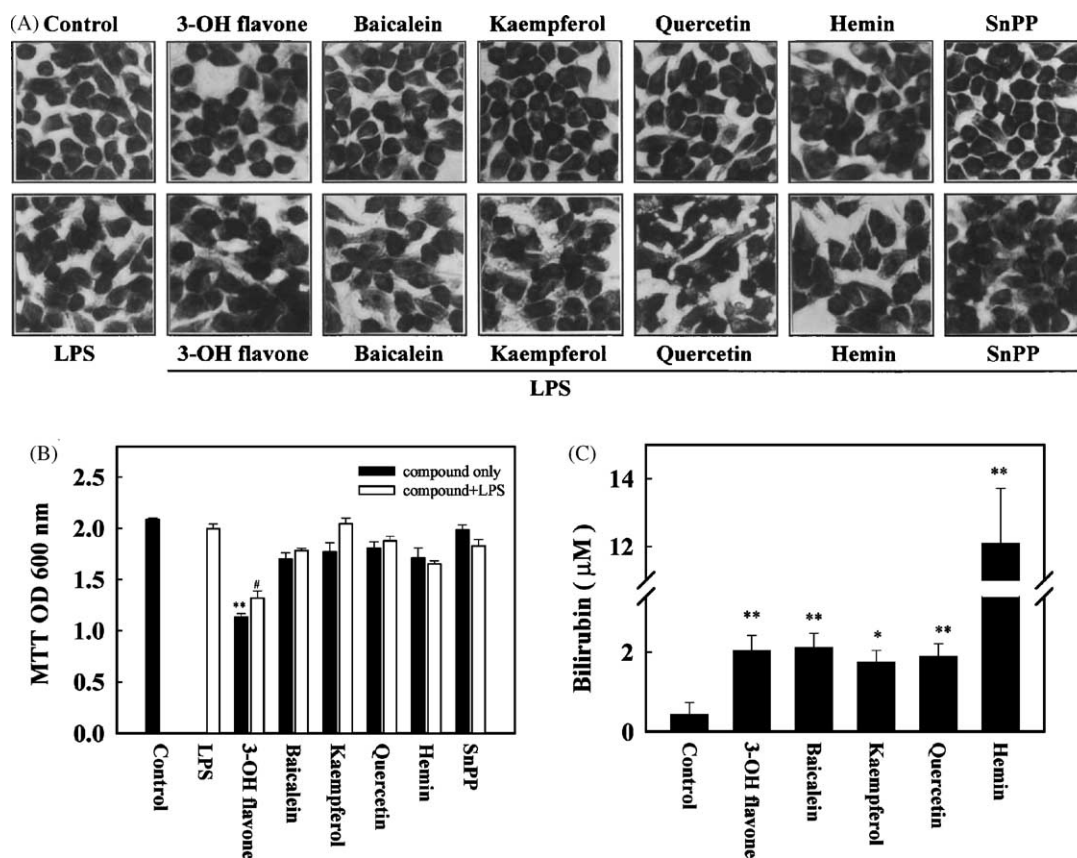 (A)
Control 3-OH flavone Baicalein Kaempferol Quercetin Hemin SnPP
LPS 3-OH flavone Baicalein Kaempferol Quercetin Hemin SnPP
LPS
(B)
MTT OD 600 nm
2.5
2.0
1.5
1.0
0.5
0.0
compound only
compound+LPS
**
#
Control
LPS
3-OH flavone
Baicalein
Kaempferol
Quercetin
Hemin
SnPP
(C)
Bilirubin ( μM )
14
12
2
0
**
**
*
**
**
Control
3-OH flavone
Baicalein
Kaempferol
Quercetin
Hemin